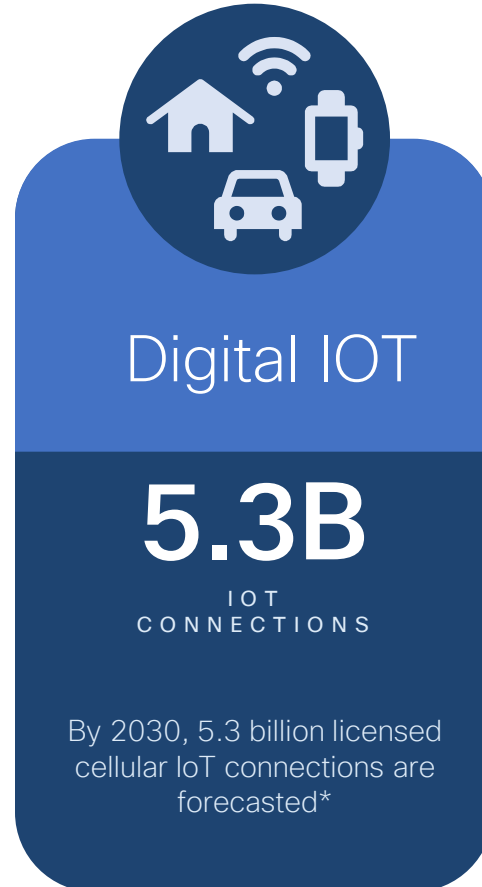 Digital IOT
5.3B
IOT
CONNECTIONS
By 2030, 5.3 billion licensed
cellular IoT connections are
forecasted*